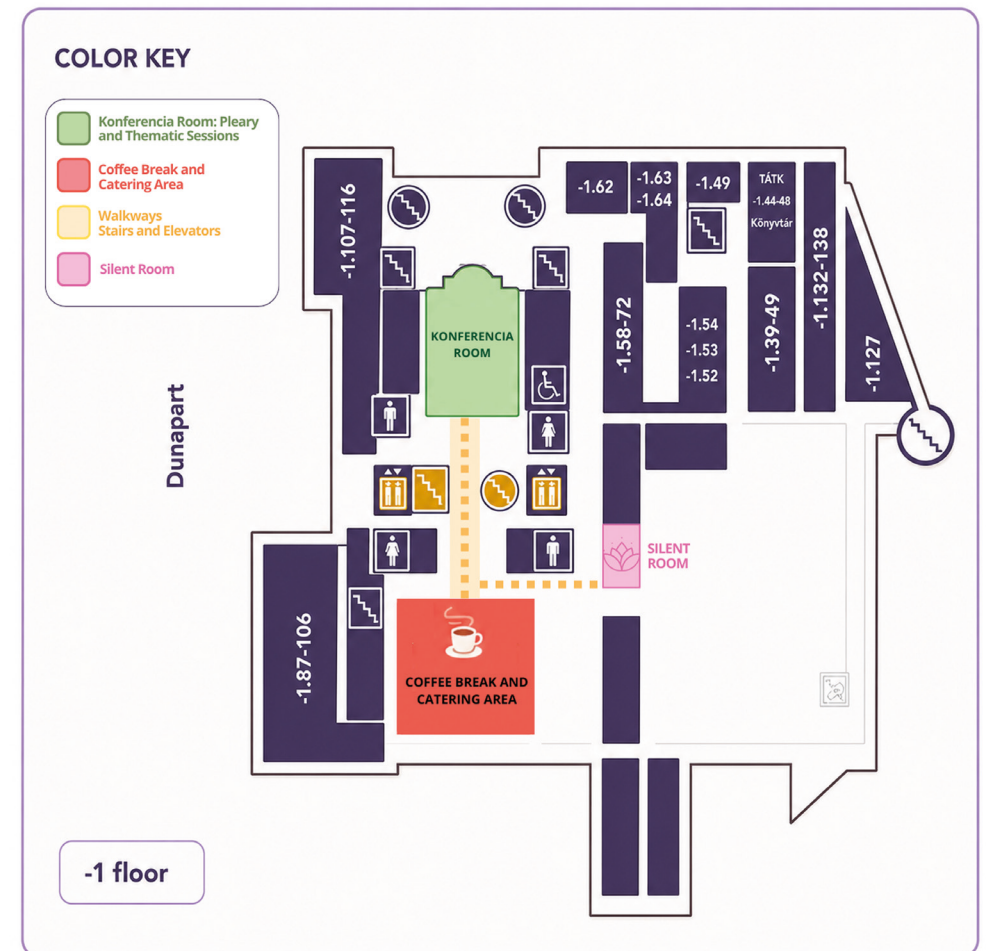 COLOR KEY
Konferencia Room: Pleary
and Thematic Sessions
Coffee Break and
Catering Area
Walkways
Stairs and Elevators
Silent Room
-1.107-116
-1.62
-1.63
-1.64
-1.49
TÁTK
-1.44-48
Könyvtár
-1.132-138
-1.58-72
-1.54
-1.53
-1.52
-1.39-49
-1.127
KONFERENCIA
ROOM
Dunapart
SILENT
ROOM
-1.87-106
COFFEE BREAK AND
CATERING AREA
-1 floor